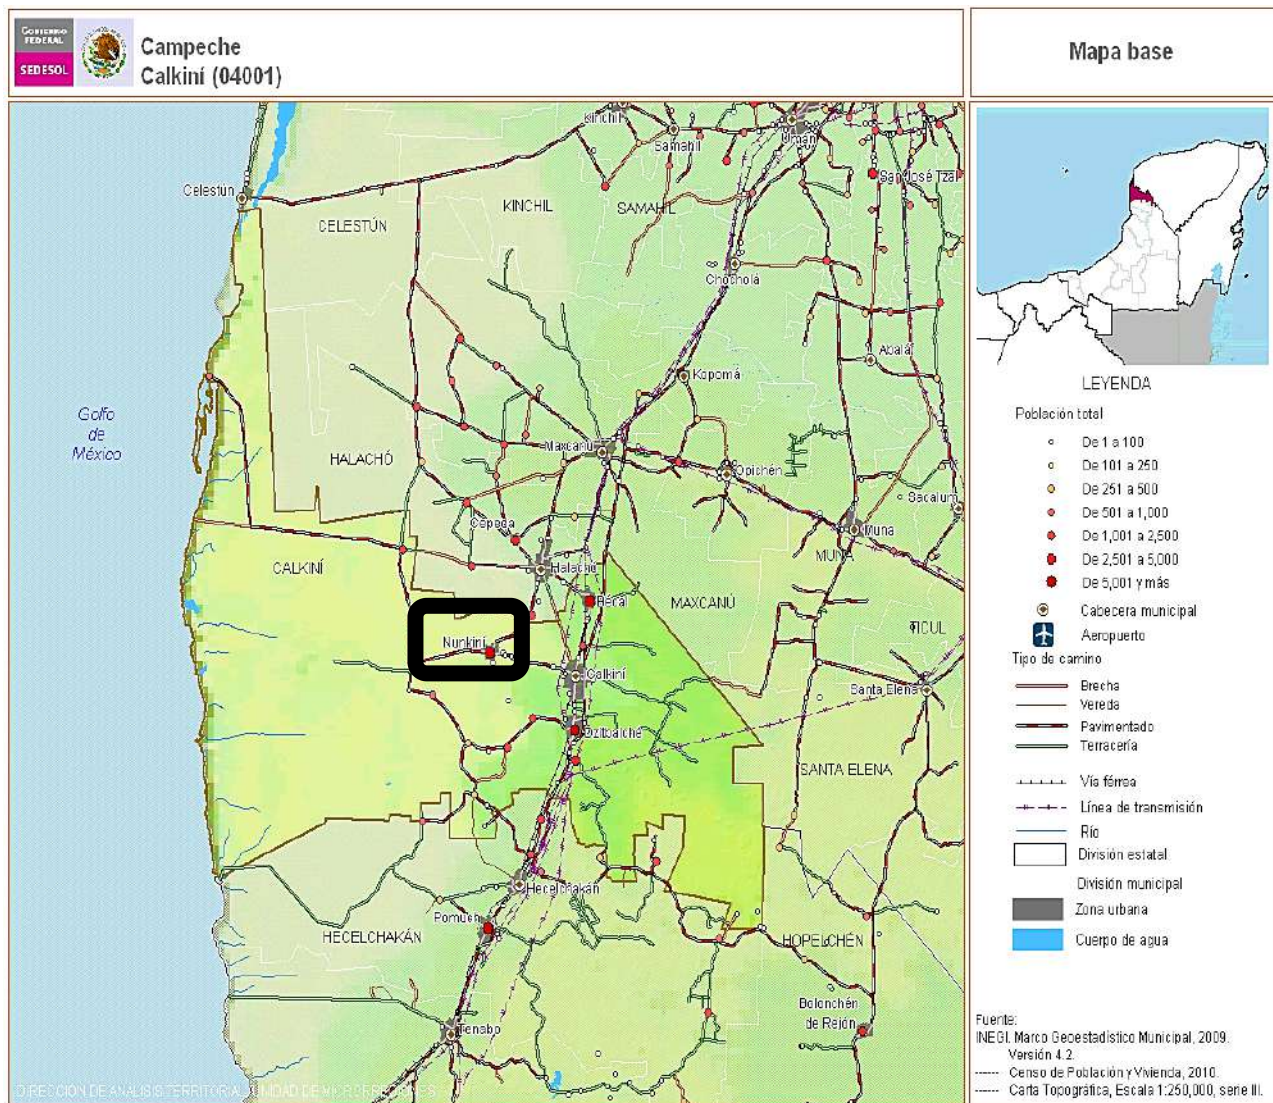 GOBIERNO
FEDERAL
SEDESOL
Campeche
Calkiní (04001)
Mapa base
Kinchil
Samahil
Umán
San José Tzal
Celestún
KINCHIL
SAMAHIL
CELESTÚN
Chocholá
Abalá
Kopomá
Golfo
de
México
Maxcanú
HALACHÓ
Opichén
Sacalum
Cepeda
Muna
MUNA
CALKINÍ
Halachó
Becal
MAXCANÚ
TICUL
Nunkiní
Calkiní
Santa Elena
Dzitbalché
SANTA ELENA
Hecelchakán
Pomuch
HECELCHAKÁN
HOPELCHÉN
Bolonchén
de Rejón
Tenabo
DIRECCIÓN DE ANÁLISIS TERRITORIAL, UNIDAD DE MICRORREGIONES
LEYENDA
Población total
De 1 a 100
De 101 a 250
De 251 a 500
De 501 a 1,000
De 1,001 a 2,500
De 2,501 a 5,000
De 5,001 y más
Cabecera municipal
Aeropuerto
Tipo de camino
Brecha
Vereda
Pavimentado
Terracería
Vía férrea
Línea de transmisión
Río
División estatal
División municipal
Zona urbana
Cuerpo de agua
Fuente:
INEGI. Marco Geoestadístico Municipal, 2009.
Versión 4.2.
Censo de Población y Vivienda, 2010.
Carta Topográfica, Escala 1:250,000, serie III.